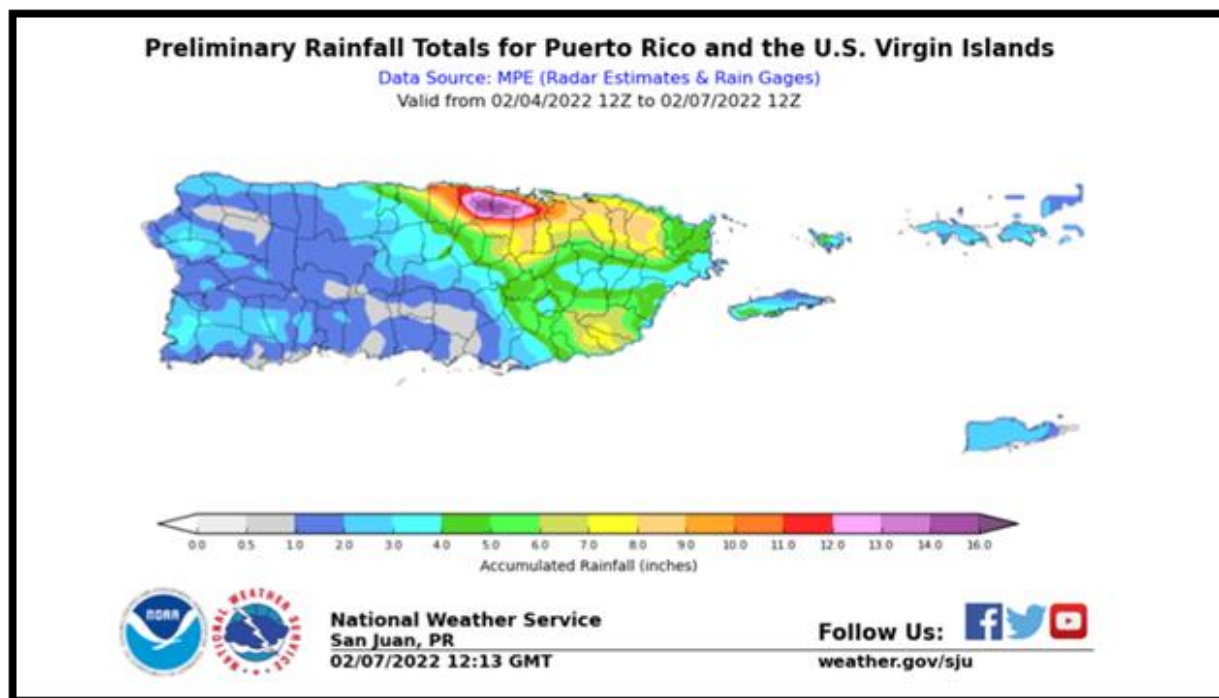 Preliminary Rainfall Totals for Puerto Rico and the U.S. Virgin Islands
Data Source: MPE (Radar Estimates & Rain Gages)
Valid from 02/04/2022 12Z to 02/07/2022 12Z
0.0 0.5 1.0 2.0 3.0 4.0 5.0 6.0 7.0 8.0 9.0 10.0 11.0 12.0 13.0 14.0 16.0
Accumulated Rainfall (inches)
NOAA
NATIONAL WEATHER SERVICE
National Weather Service
San Juan, PR
02/07/2022 12:13 GMT
Follow Us:
weather.gov/sju